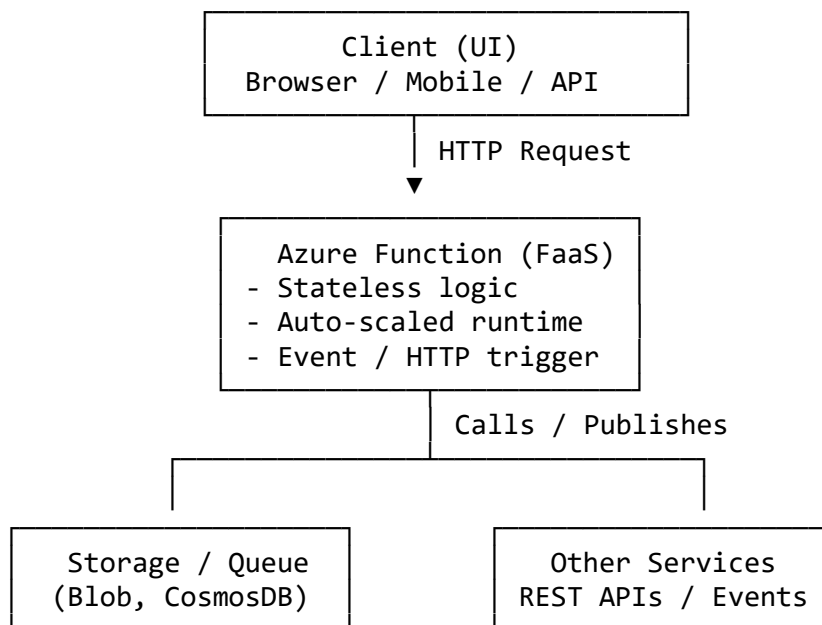 Client (UI)
Browser / Mobile / API
HTTP Request
Azure Function (FaaS)
- Stateless logic
- Auto-scaled runtime
- Event / HTTP trigger
Calls / Publishes
Storage / Queue
(Blob, CosmosDB)
Other Services
REST APIs / Events